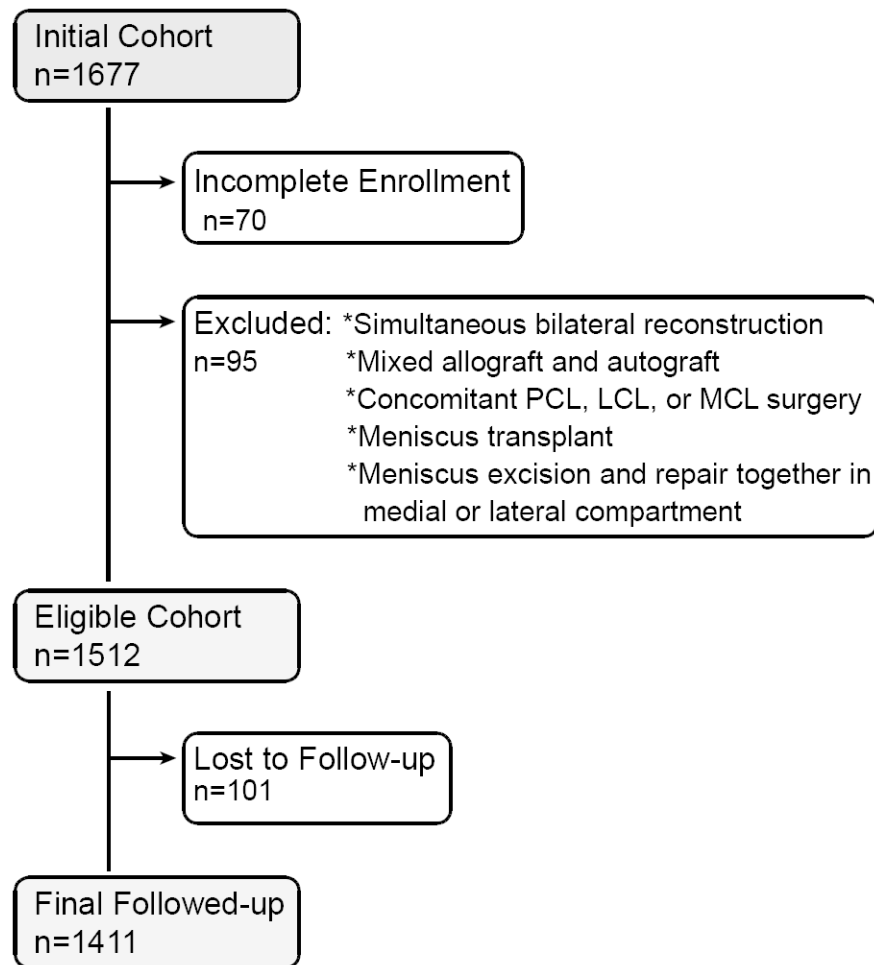 Initial Cohort
n=1677
Incomplete Enrollment
n=70
Excluded: *Simultaneous bilateral reconstruction
n=95 *Mixed allograft and autograft
*Concomitant PCL, LCL, or MCL surgery
*Meniscus transplant
*Meniscus excision and repair together in
medial or lateral compartment
Eligible Cohort
n=1512
Lost to Follow-up
n=101
Final Followed-up
n=1411